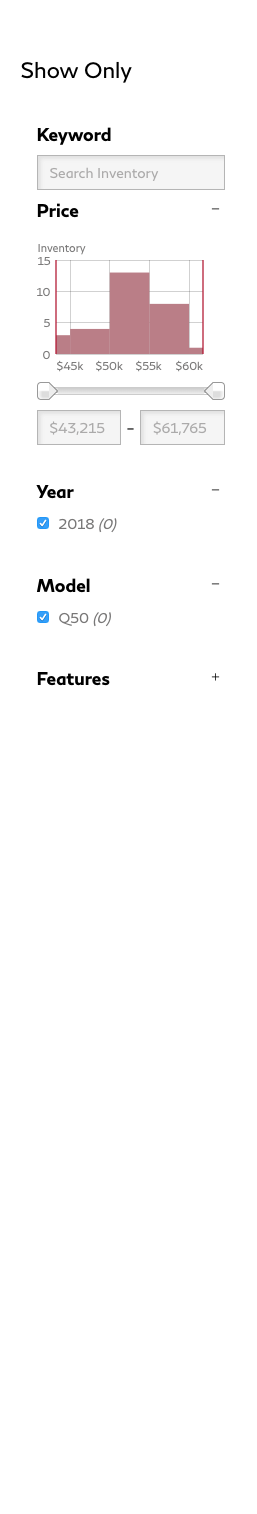 Show Only
Keyword
Search Inventory
Price −
Inventory
15
10
5
0
$45k $50k $55k $60k
$43,215 - $61,765
Year −
2018 (0)
Model −
Q50 (0)
Features +